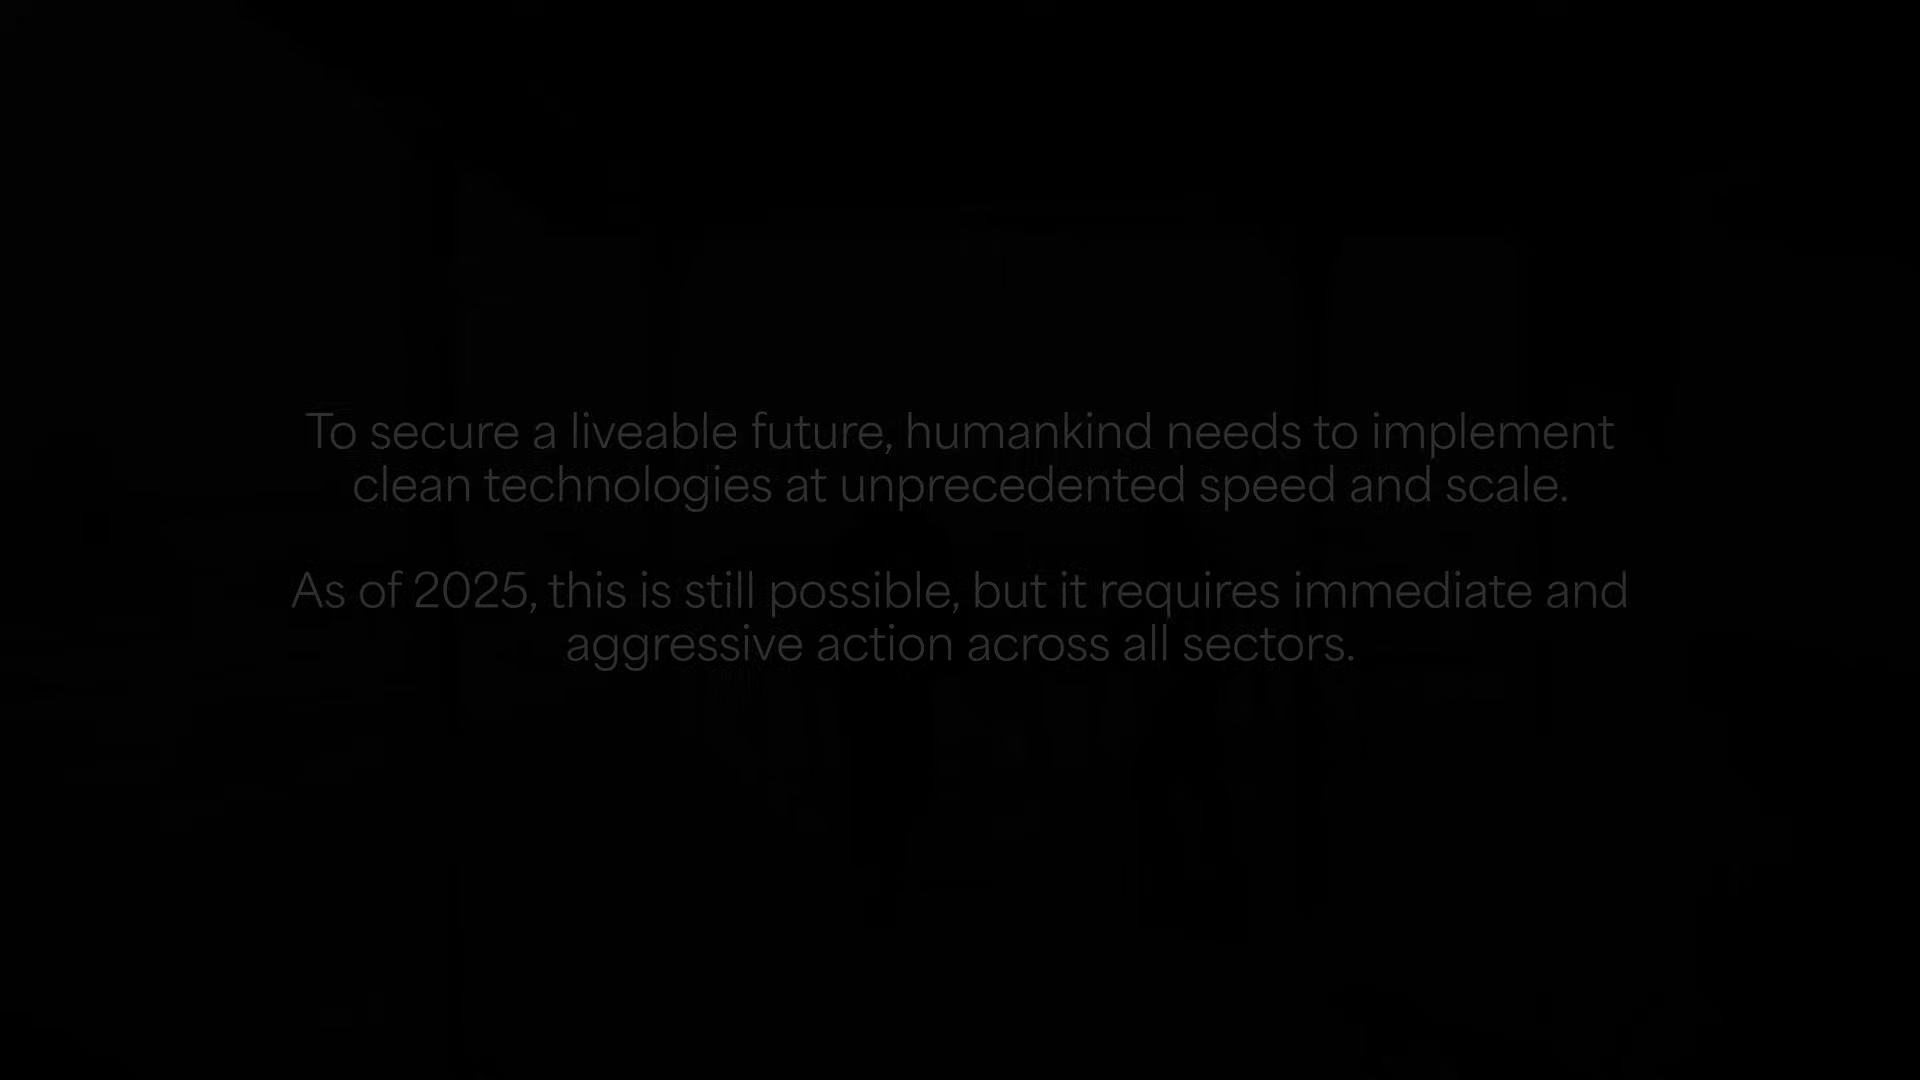 To secure a liveable future, humankind needs to implement
clean technologies at unprecedented speed and scale.
As of 2025, this is still possible, but it requires immediate and
aggressive action across all sectors.